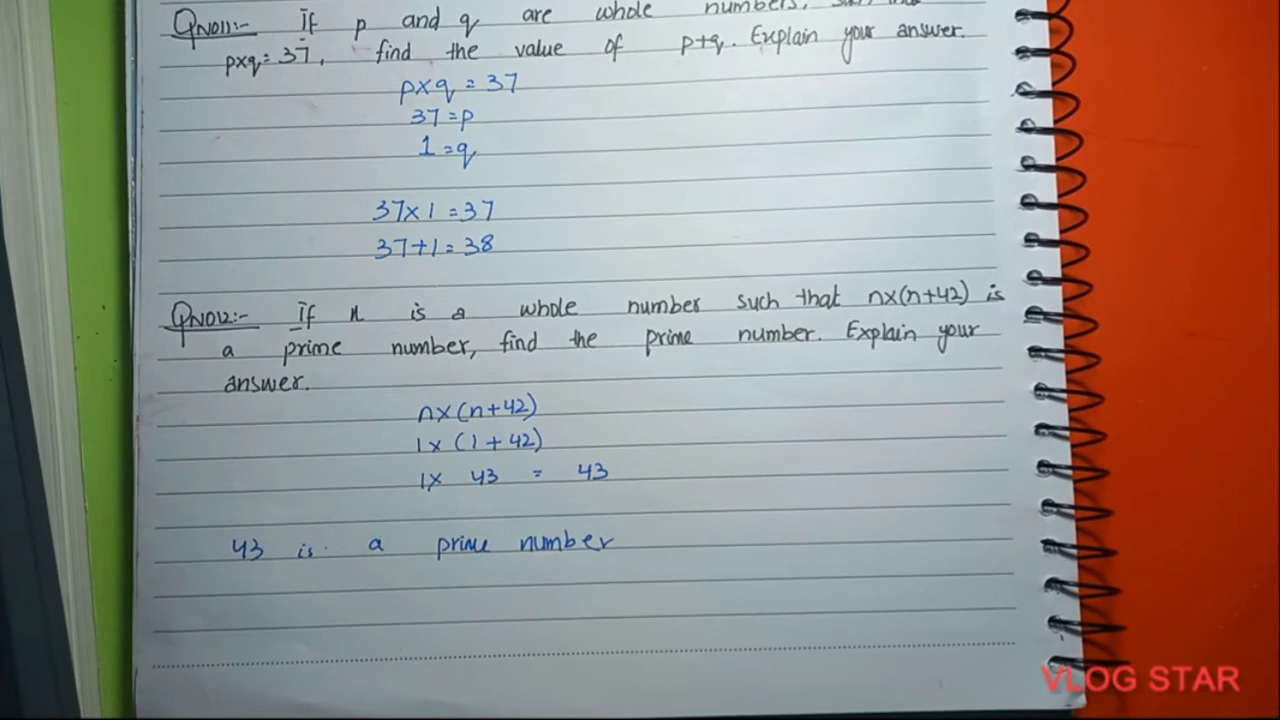 QNO11:- If p and q are whole numbers,
pxq=37, find the value of p+q. Explain your answer.
pxq=37
37=p
1=q
37x1=37
37+1=38
QNO12:- If n is a whole number such that nx(n+42) is
a prime number, find the prime number. Explain your
answer.
nx(n+42)
1x(1+42)
1x 43 = 43
43 is a prime number
VLOG STAR